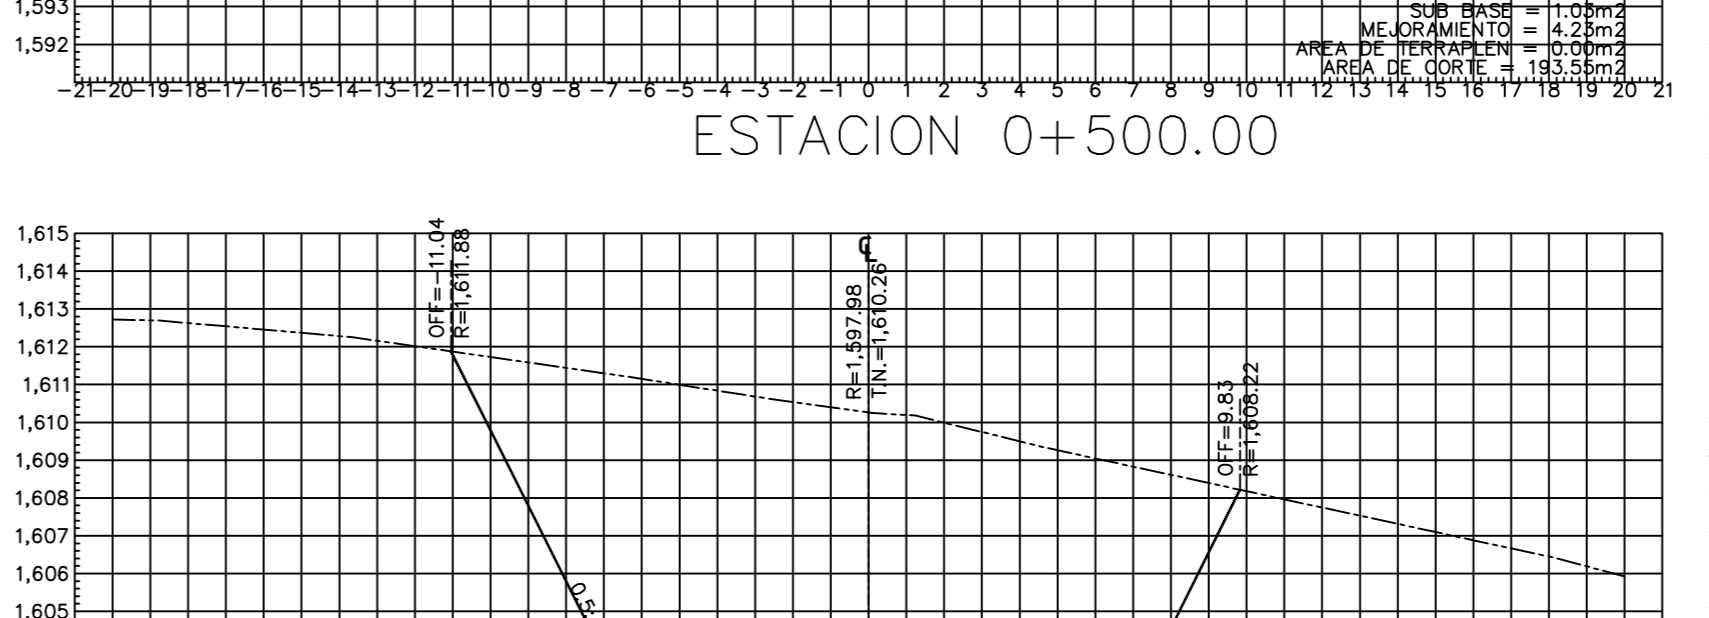 1,593
SUB BASE = 1.03m2
MEJORAMIENTO = 4.23m2
1,592
AREA DE TERRAPLEN = 0.00m2
AREA DE CORTE = 193.55m2
-21 -20 -19 -18 -17 -16 -15 -14 -13 -12 -11 -10 -9 -8 -7 -6 -5 -4 -3 -2 -1 0 1 2 3 4 5 6 7 8 9 10 11 12 13 14 15 16 17 18 19 20 21
ESTACION 0+500.00
1,615
1,614
1,613
1,612
1,611
1,610
1,609
1,608
1,607
1,606
1,605
OFF=-11.04
R=1,611.88
℄
R=1,597.98
T.N.=1,610.26
OFF=9.83
R=1,608.22
0.5: